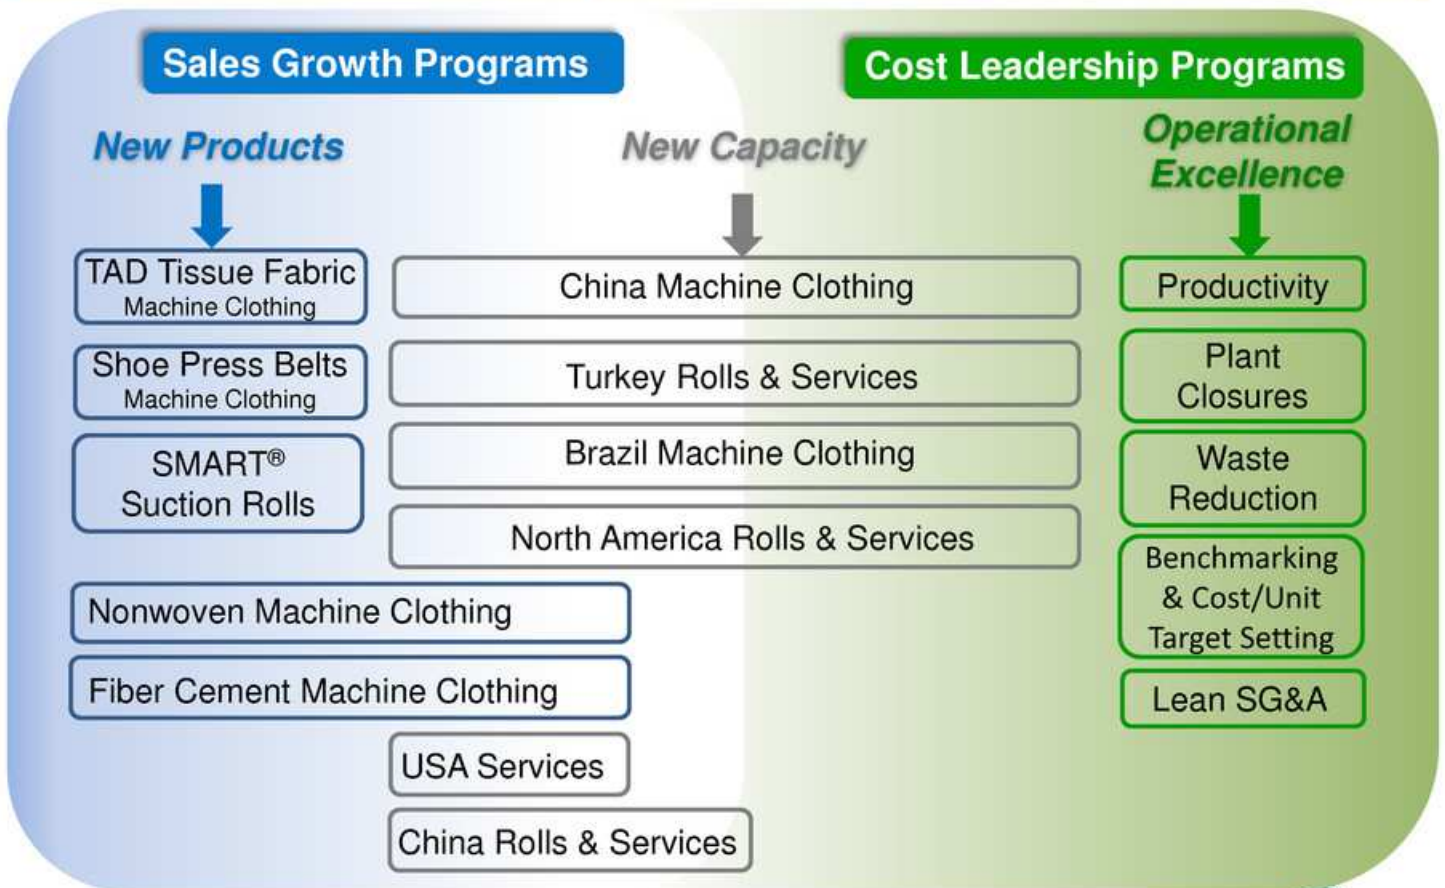 Sales Growth Programs
Cost Leadership Programs
New Products
New Capacity
Operational
Excellence
TAD Tissue Fabric
Machine Clothing
Shoe Press Belts
Machine Clothing
SMART®
Suction Rolls
China Machine Clothing
Turkey Rolls & Services
Brazil Machine Clothing
North America Rolls & Services
Productivity
Plant
Closures
Waste
Reduction
Benchmarking
& Cost/Unit
Target Setting
Lean SG&A
Nonwoven Machine Clothing
Fiber Cement Machine Clothing
USA Services
China Rolls & Services